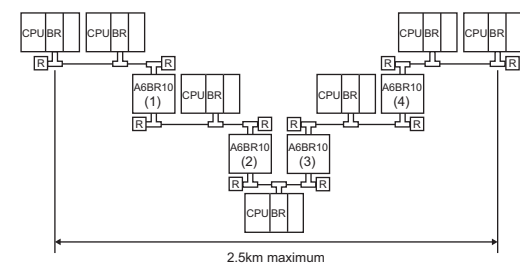 CPU BR CPU BR CPU BR CPU BR
R R R R
A6BR10 (1) CPU BR CPU BR A6BR10 (4)
R R R R
A6BR10 (2) A6BR10 (3)
R R
CPU BR
2.5km maximum